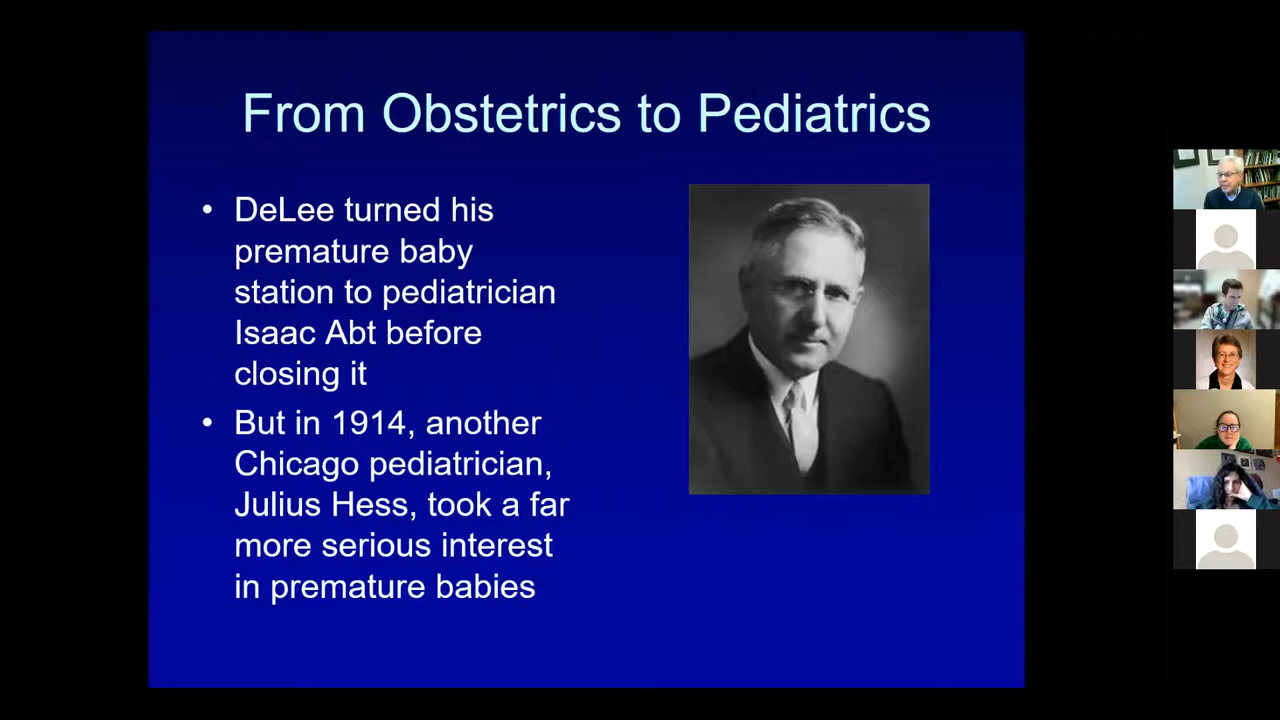 From Obstetrics to Pediatrics
• DeLee turned his
premature baby
station to pediatrician
Isaac Abt before
closing it
• But in 1914, another
Chicago pediatrician,
Julius Hess, took a far
more serious interest
in premature babies